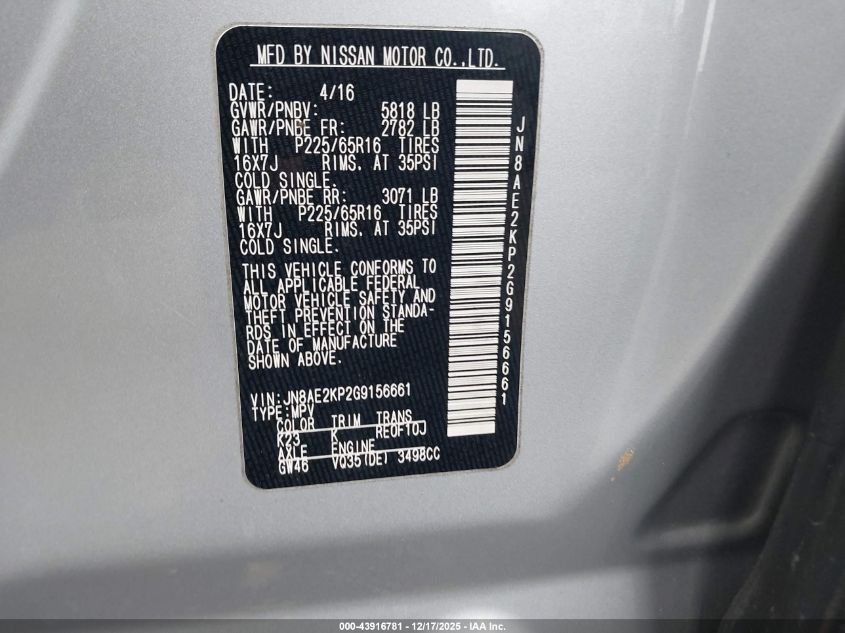 MFD BY NISSAN MOTOR CO.,LTD.
DATE: 4/16
GVWR/PNBV: 5818 LB
GAWR/PNBE FR: 2782 LB
WITH P225/65R16 TIRES
16X7J RIMS. AT 35PSI
COLD SINGLE.
GAWR/PNBE RR: 3071 LB
WITH P225/65R16 TIRES
16X7J RIMS. AT 35PSI
COLD SINGLE.
THIS VEHICLE CONFORMS TO
ALL APPLICABLE FEDERAL
MOTOR VEHICLE SAFETY AND
THEFT PREVENTION STANDA-
RDS IN EFFECT ON THE
DATE OF MANUFACTURE
SHOWN ABOVE.
VIN:JN8AE2KP2G9156661
TYPE:MPV
COLOR TRIM TRANS
K23 K RE0F10J
AXLE ENGINE
GW46 VQ35(DE) 3498CC
JN8AE2KP2G9156661
000-43916781 - 12/17/2025 - IAA Inc.